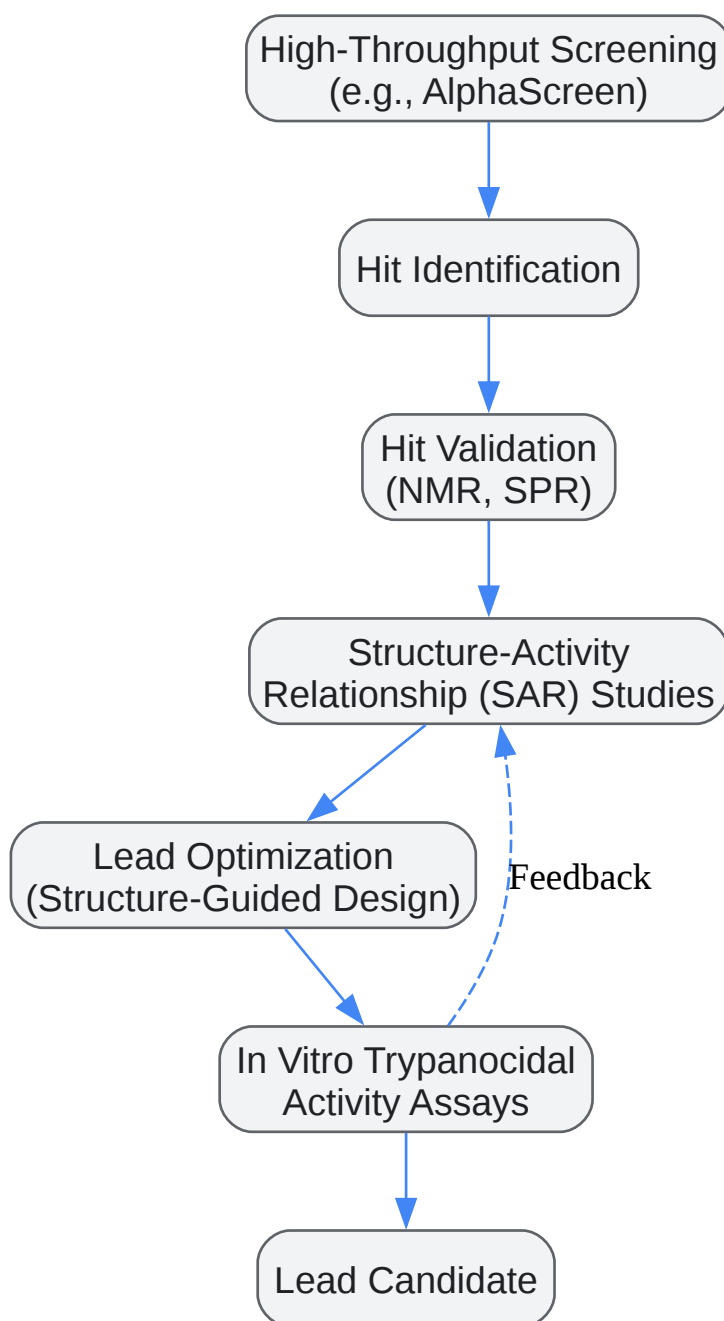 High-Throughput Screening
(e.g., AlphaScreen)
Hit Identification
Hit Validation
(NMR, SPR)
Structure-Activity
Relationship (SAR) Studies
Lead Optimization
(Structure-Guided Design)
Feedback
In Vitro Trypanocidal
Activity Assays
Lead Candidate